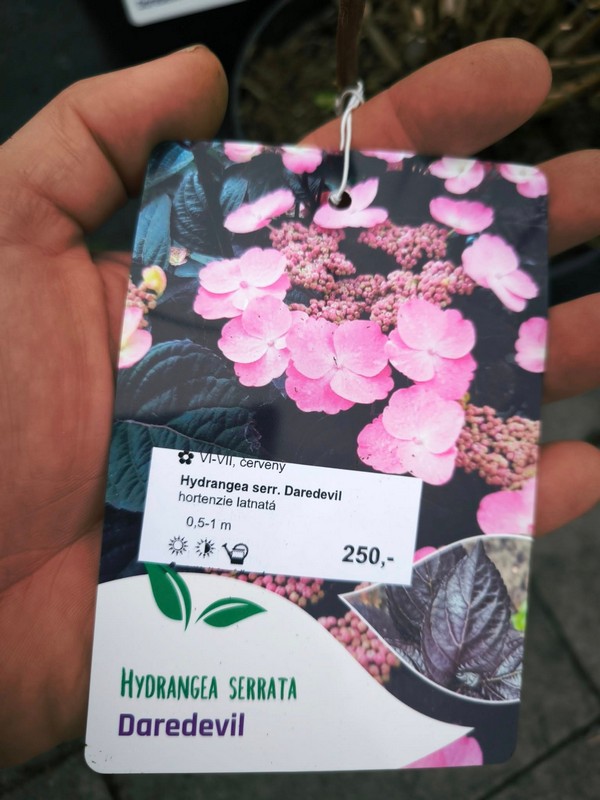 VI-VII, červený
Hydrangea serr. Daredevil
hortenzie latnatá
0,5-1 m
250,-
HYDRANGEA SERRATA
Daredevil